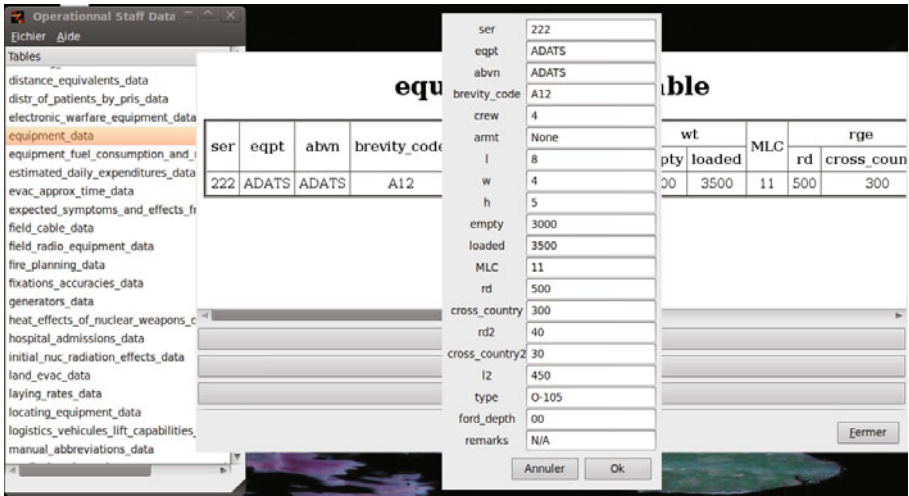 Operationnal Staff Data
Fichier Aide
Tables
distance_equivalents_data
distr_of_patients_by_pris_data
electronic_warfare_equipment_data
equipment_data
equipment_fuel_consumption_and_
estimated_daily_expenditures_data
evac_approx_time_data
expected_symptoms_and_effects_fr
field_cable_data
field_radio_equipment_data
fire_planning_data
fixations_accuracies_data
generators_data
heat_effects_of_nuclear_weapons_c
hospital_admissions_data
initial_nuc_radiation_effects_data
land_evac_data
laying_rates_data
locating_equipment_data
logistics_vehicules_lift_capabilities_
manual_abbreviations_data
equ ble
ser eqpt abvn brevity_code wt MLC rge
pty loaded rd cross_coun
222 ADATS ADATS A12 00 3500 11 500 300
Fermer
ser 222
eqpt ADATS
abvn ADATS
brevity_code A12
crew 4
armt None
l 8
w 4
h 5
empty 3000
loaded 3500
MLC 11
rd 500
cross_country 300
rd2 40
cross_country2 30
l2 450
type O-105
ford_depth 00
remarks N/A
Annuler Ok